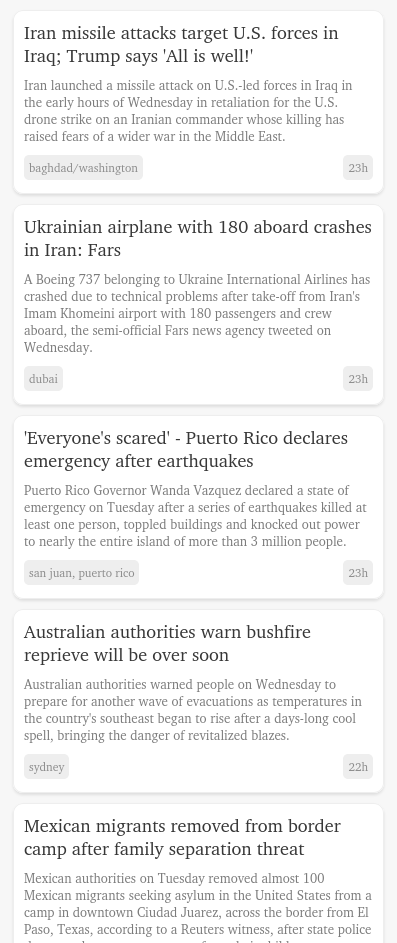 Iran missile attacks target U.S. forces in
Iraq; Trump says 'All is well!'
Iran launched a missile attack on U.S.-led forces in Iraq in
the early hours of Wednesday in retaliation for the U.S.
drone strike on an Iranian commander whose killing has
raised fears of a wider war in the Middle East.
baghdad/washington 23h
Ukrainian airplane with 180 aboard crashes
in Iran: Fars
A Boeing 737 belonging to Ukraine International Airlines has
crashed due to technical problems after take-off from Iran's
Imam Khomeini airport with 180 passengers and crew
aboard, the semi-official Fars news agency tweeted on
Wednesday.
dubai 23h
'Everyone's scared' - Puerto Rico declares
emergency after earthquakes
Puerto Rico Governor Wanda Vazquez declared a state of
emergency on Tuesday after a series of earthquakes killed at
least one person, toppled buildings and knocked out power
to nearly the entire island of more than 3 million people.
san juan, puerto rico 23h
Australian authorities warn bushfire
reprieve will be over soon
Australian authorities warned people on Wednesday to
prepare for another wave of evacuations as temperatures in
the country's southeast began to rise after a days-long cool
spell, bringing the danger of revitalized blazes.
sydney 22h
Mexican migrants removed from border
camp after family separation threat
Mexican authorities on Tuesday removed almost 100
Mexican migrants seeking asylum in the United States from a
camp in downtown Ciudad Juarez, across the border from El
Paso, Texas, according to a Reuters witness, after state police